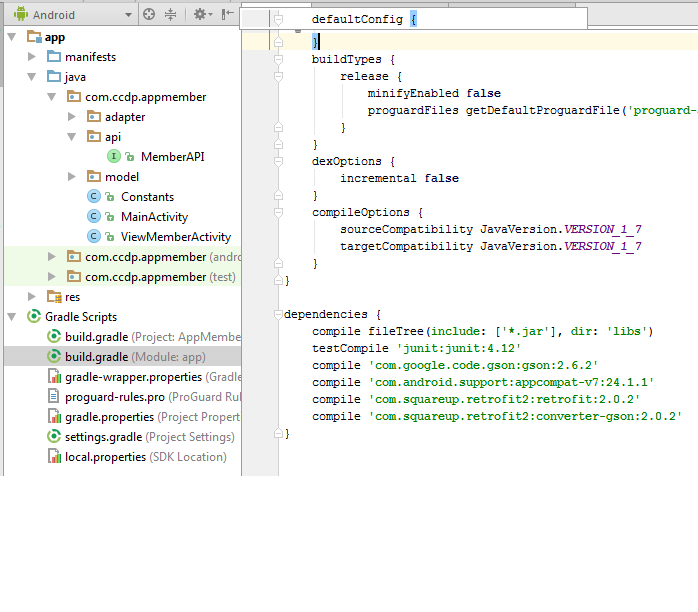 Android
app
manifests
java
com.ccdp.appmember
adapter
api
MemberAPI
model
Constants
MainActivity
ViewMemberActivity
com.ccdp.appmember (andro
com.ccdp.appmember (test)
res
Gradle Scripts
build.gradle (Project: AppMembe
build.gradle (Module: app)
gradle-wrapper.properties (Gradle
proguard-rules.pro (ProGuard Rul
gradle.properties (Project Propert
settings.gradle (Project Settings)
local.properties (SDK Location)
defaultConfig {
}
buildTypes {
release {
minifyEnabled false
proguardFiles getDefaultProguardFile('proguard-
}
}
dexOptions {
incremental false
}
compileOptions {
sourceCompatibility JavaVersion.VERSION_1_7
targetCompatibility JavaVersion.VERSION_1_7
}
}
dependencies {
compile fileTree(include: ['*.jar'], dir: 'libs')
testCompile 'junit:junit:4.12'
compile 'com.google.code.gson:gson:2.6.2'
compile 'com.android.support:appcompat-v7:24.1.1'
compile 'com.squareup.retrofit2:retrofit:2.0.2'
compile 'com.squareup.retrofit2:converter-gson:2.0.2'
}